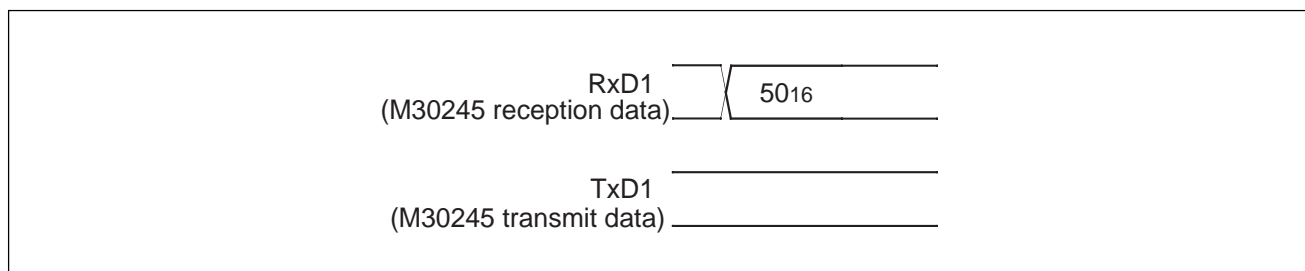 RxD1
(M30245 reception data)
5016
TxD1
(M30245 transmit data)